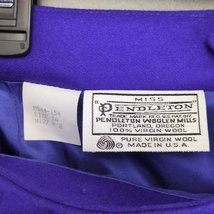 MISS
PENDLETON
TRADE MARK REG. U.S. PAT. OFF.
PENDLETON WOOLEN MILLS
PORTLAND, OREGON
100% VIRGIN WOOL
PURE VIRGIN WOOL
MADE IN U.S.A.